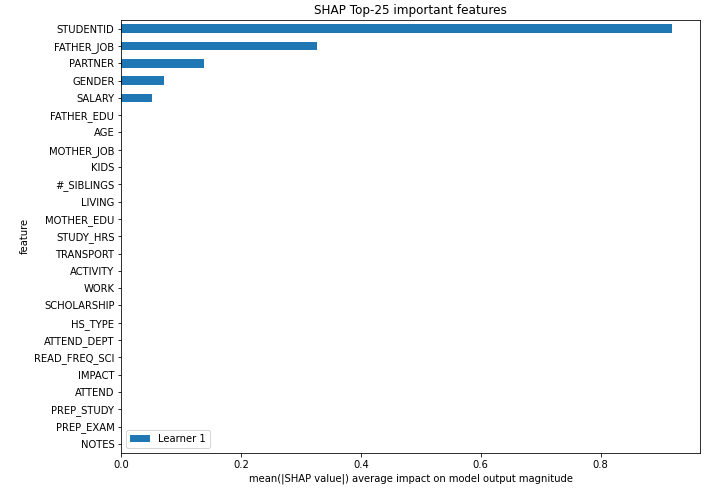 SHAP Top-25 important features
STUDENTID
FATHER_JOB
PARTNER
GENDER
SALARY
FATHER_EDU
AGE
MOTHER_JOB
KIDS
#_SIBLINGS
LIVING
MOTHER_EDU
STUDY_HRS
TRANSPORT
ACTIVITY
WORK
SCHOLARSHIP
HS_TYPE
ATTEND_DEPT
READ_FREQ_SCI
IMPACT
ATTEND
PREP_STUDY
PREP_EXAM
NOTES
feature
Learner 1
0.0 0.2 0.4 0.6 0.8
mean(|SHAP value|) average impact on model output magnitude